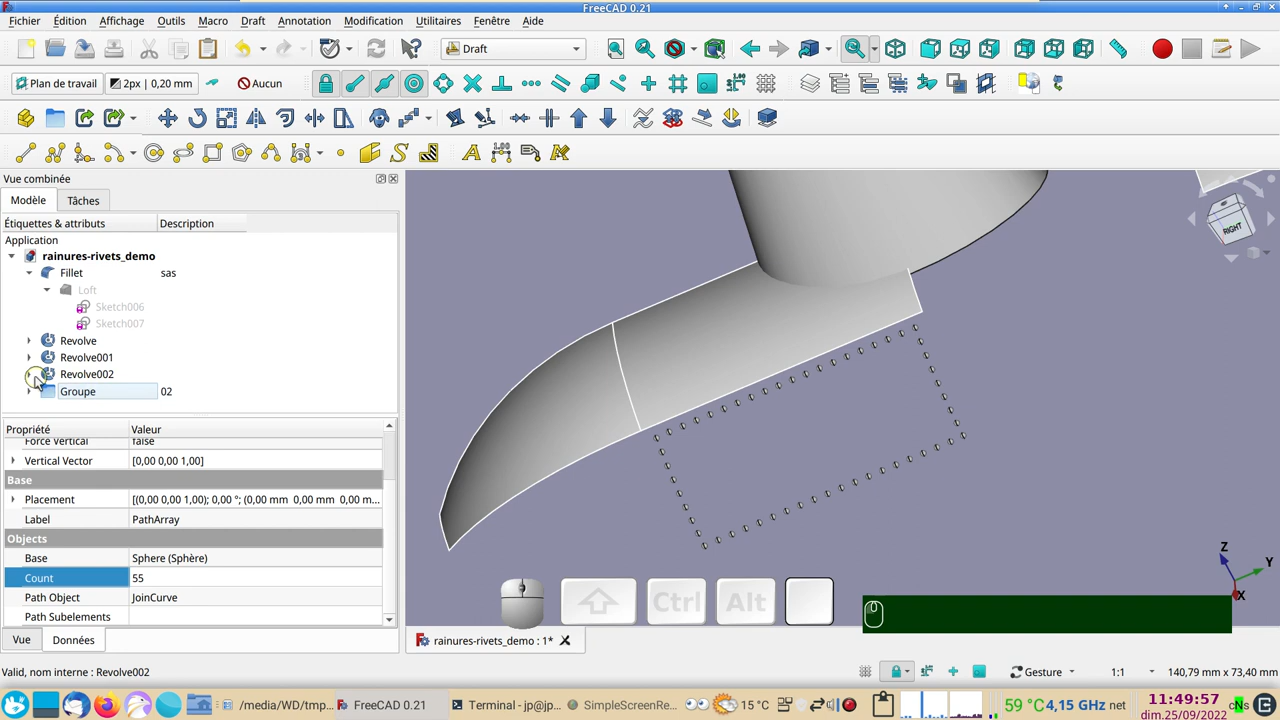 FreeCAD 0.21
Fichier Édition Affichage Outils Macro Draft Annotation Modification Utilitaires Fenêtre Aide
Draft
Plan de travail 2px | 0,20 mm Aucun
Vue combinée
Modèle Tâches
Étiquettes & attributs Description
Application
rainures-rivets_demo
Fillet sas
Loft
Sketch006
Sketch007
Revolve
Revolve001
Revolve002
Groupe 02
Propriété Valeur
Force Vertical false
Vertical Vector [0,00 0,00 1,00]
Base
Placement [(0,00 0,00 1,00); 0,00 °; (0,00 mm 0,00 mm 0,00 m...
Label PathArray
Objects
Base Sphere (Sphère)
Count 55
Path Object JoinCurve
Path Subelements
Vue Données
RIGHT
Z
Y
X
Ctrl Alt
rainures-rivets_demo : 1*
Valid, nom interne : Revolve002
Gesture 1:1 140,79 mm x 73,40 mm
/media/WD/tmp... FreeCAD 0.21 Terminal - jp@jp... SimpleScreenRe...
15 °C
59 °C 4,15 GHz net
11:49:57
dim.25/09/2022
cNs